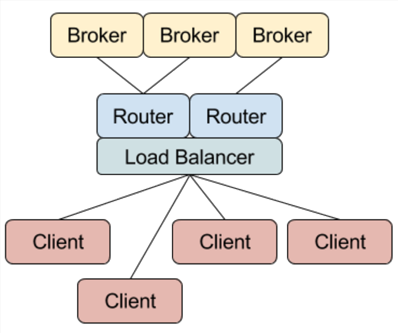 Broker Broker Broker
Router Router
Load Balancer
Client Client Client
Client